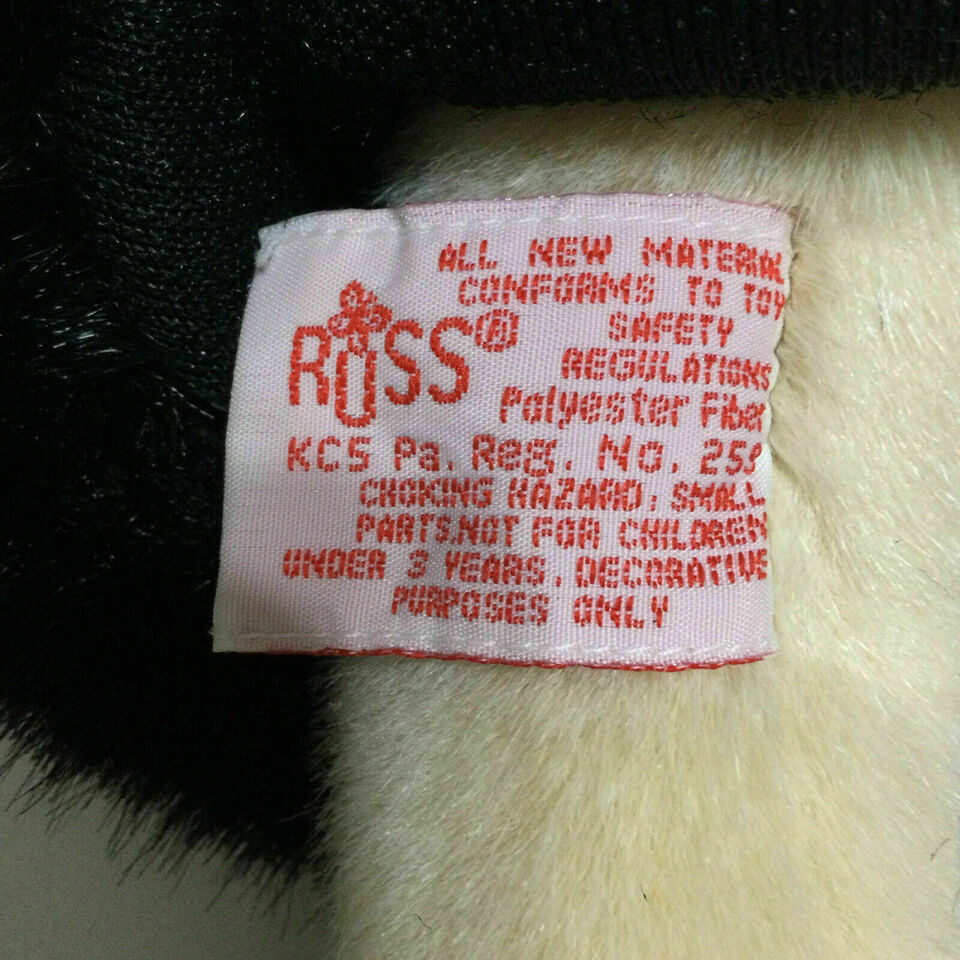 ALL NEW MATERIAL
CONFORMS TO TOY
RUSS®
SAFETY
REGULATIONS
Polyester Fiber
KCS Pa. Reg. No.
CHOKING HAZARD: SMALL
PARTS.NOT FOR CHILDREN
UNDER 3 YEARS. DECORATIVE
PURPOSES ONLY